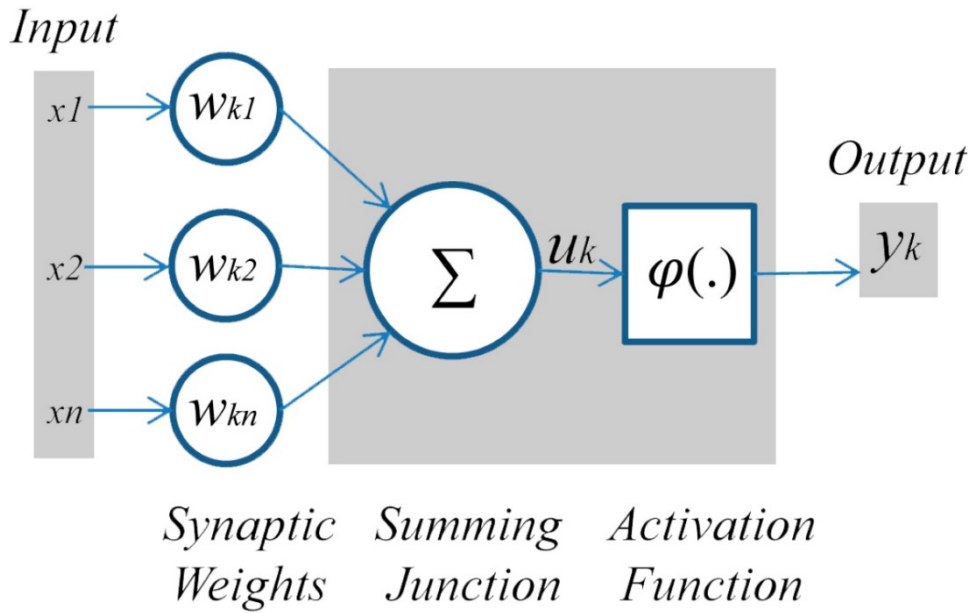 Input
x1
wk1
x2
wk2
xn
wkn
∑
uk
φ(.)
Output
yk
Synaptic
Weights
Summing
Junction
Activation
Function